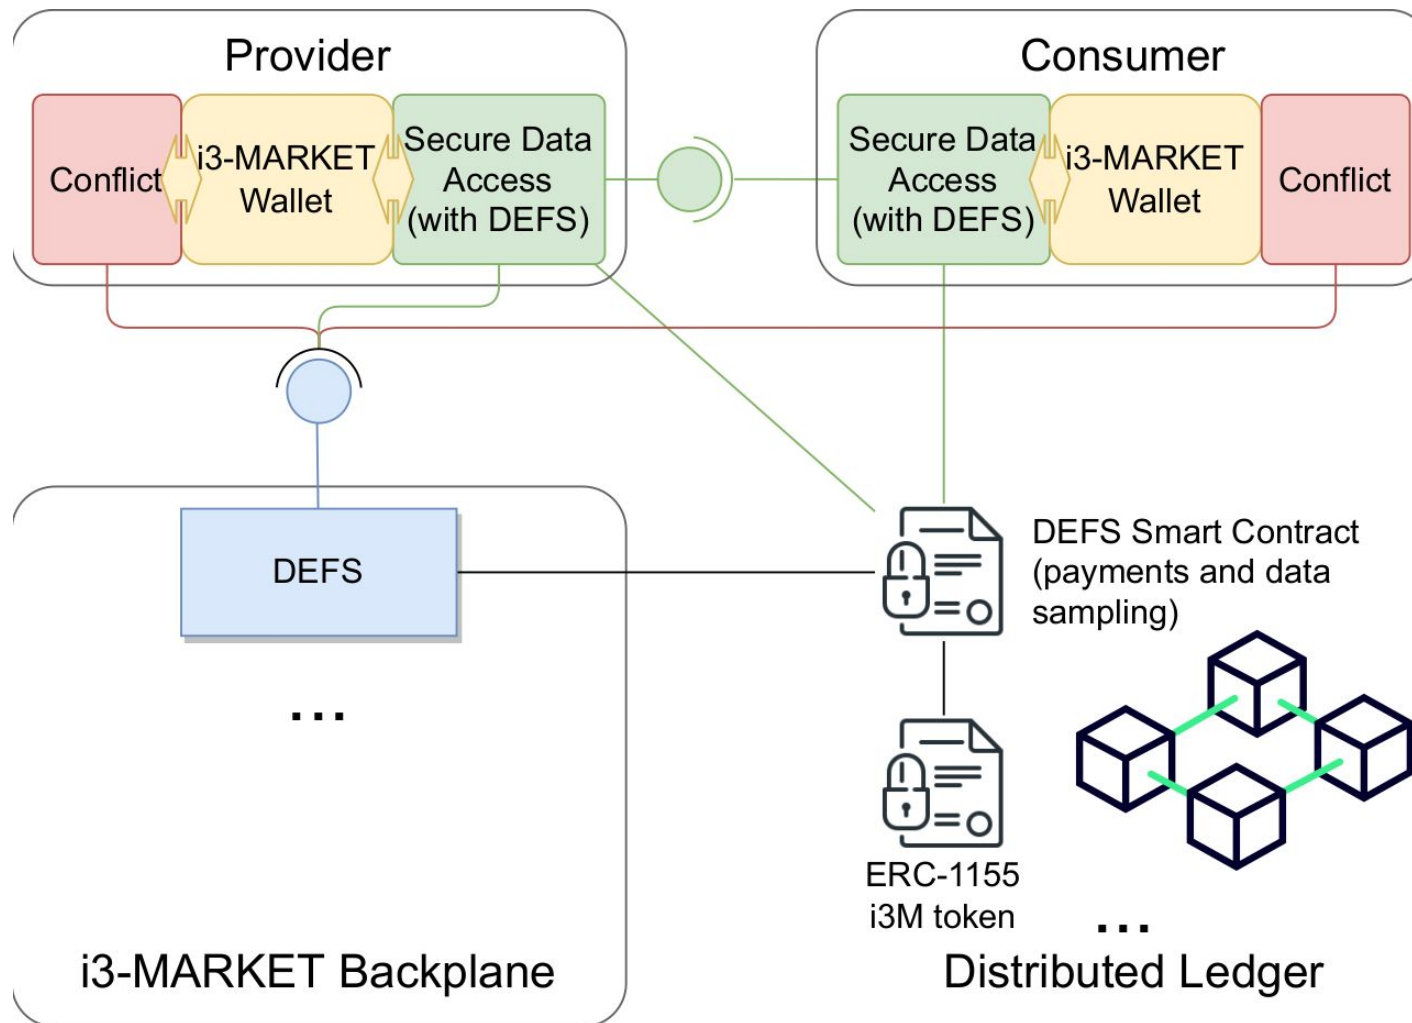 Provider
Consumer
Conflict
i3-MARKET
Wallet
Secure Data
Access
(with DEFS)
Secure Data
Access
(with DEFS)
i3-MARKET
Wallet
Conflict
DEFS
DEFS Smart Contract
(payments and data
sampling)
...
ERC-1155
i3M token
...
i3-MARKET Backplane
Distributed Ledger